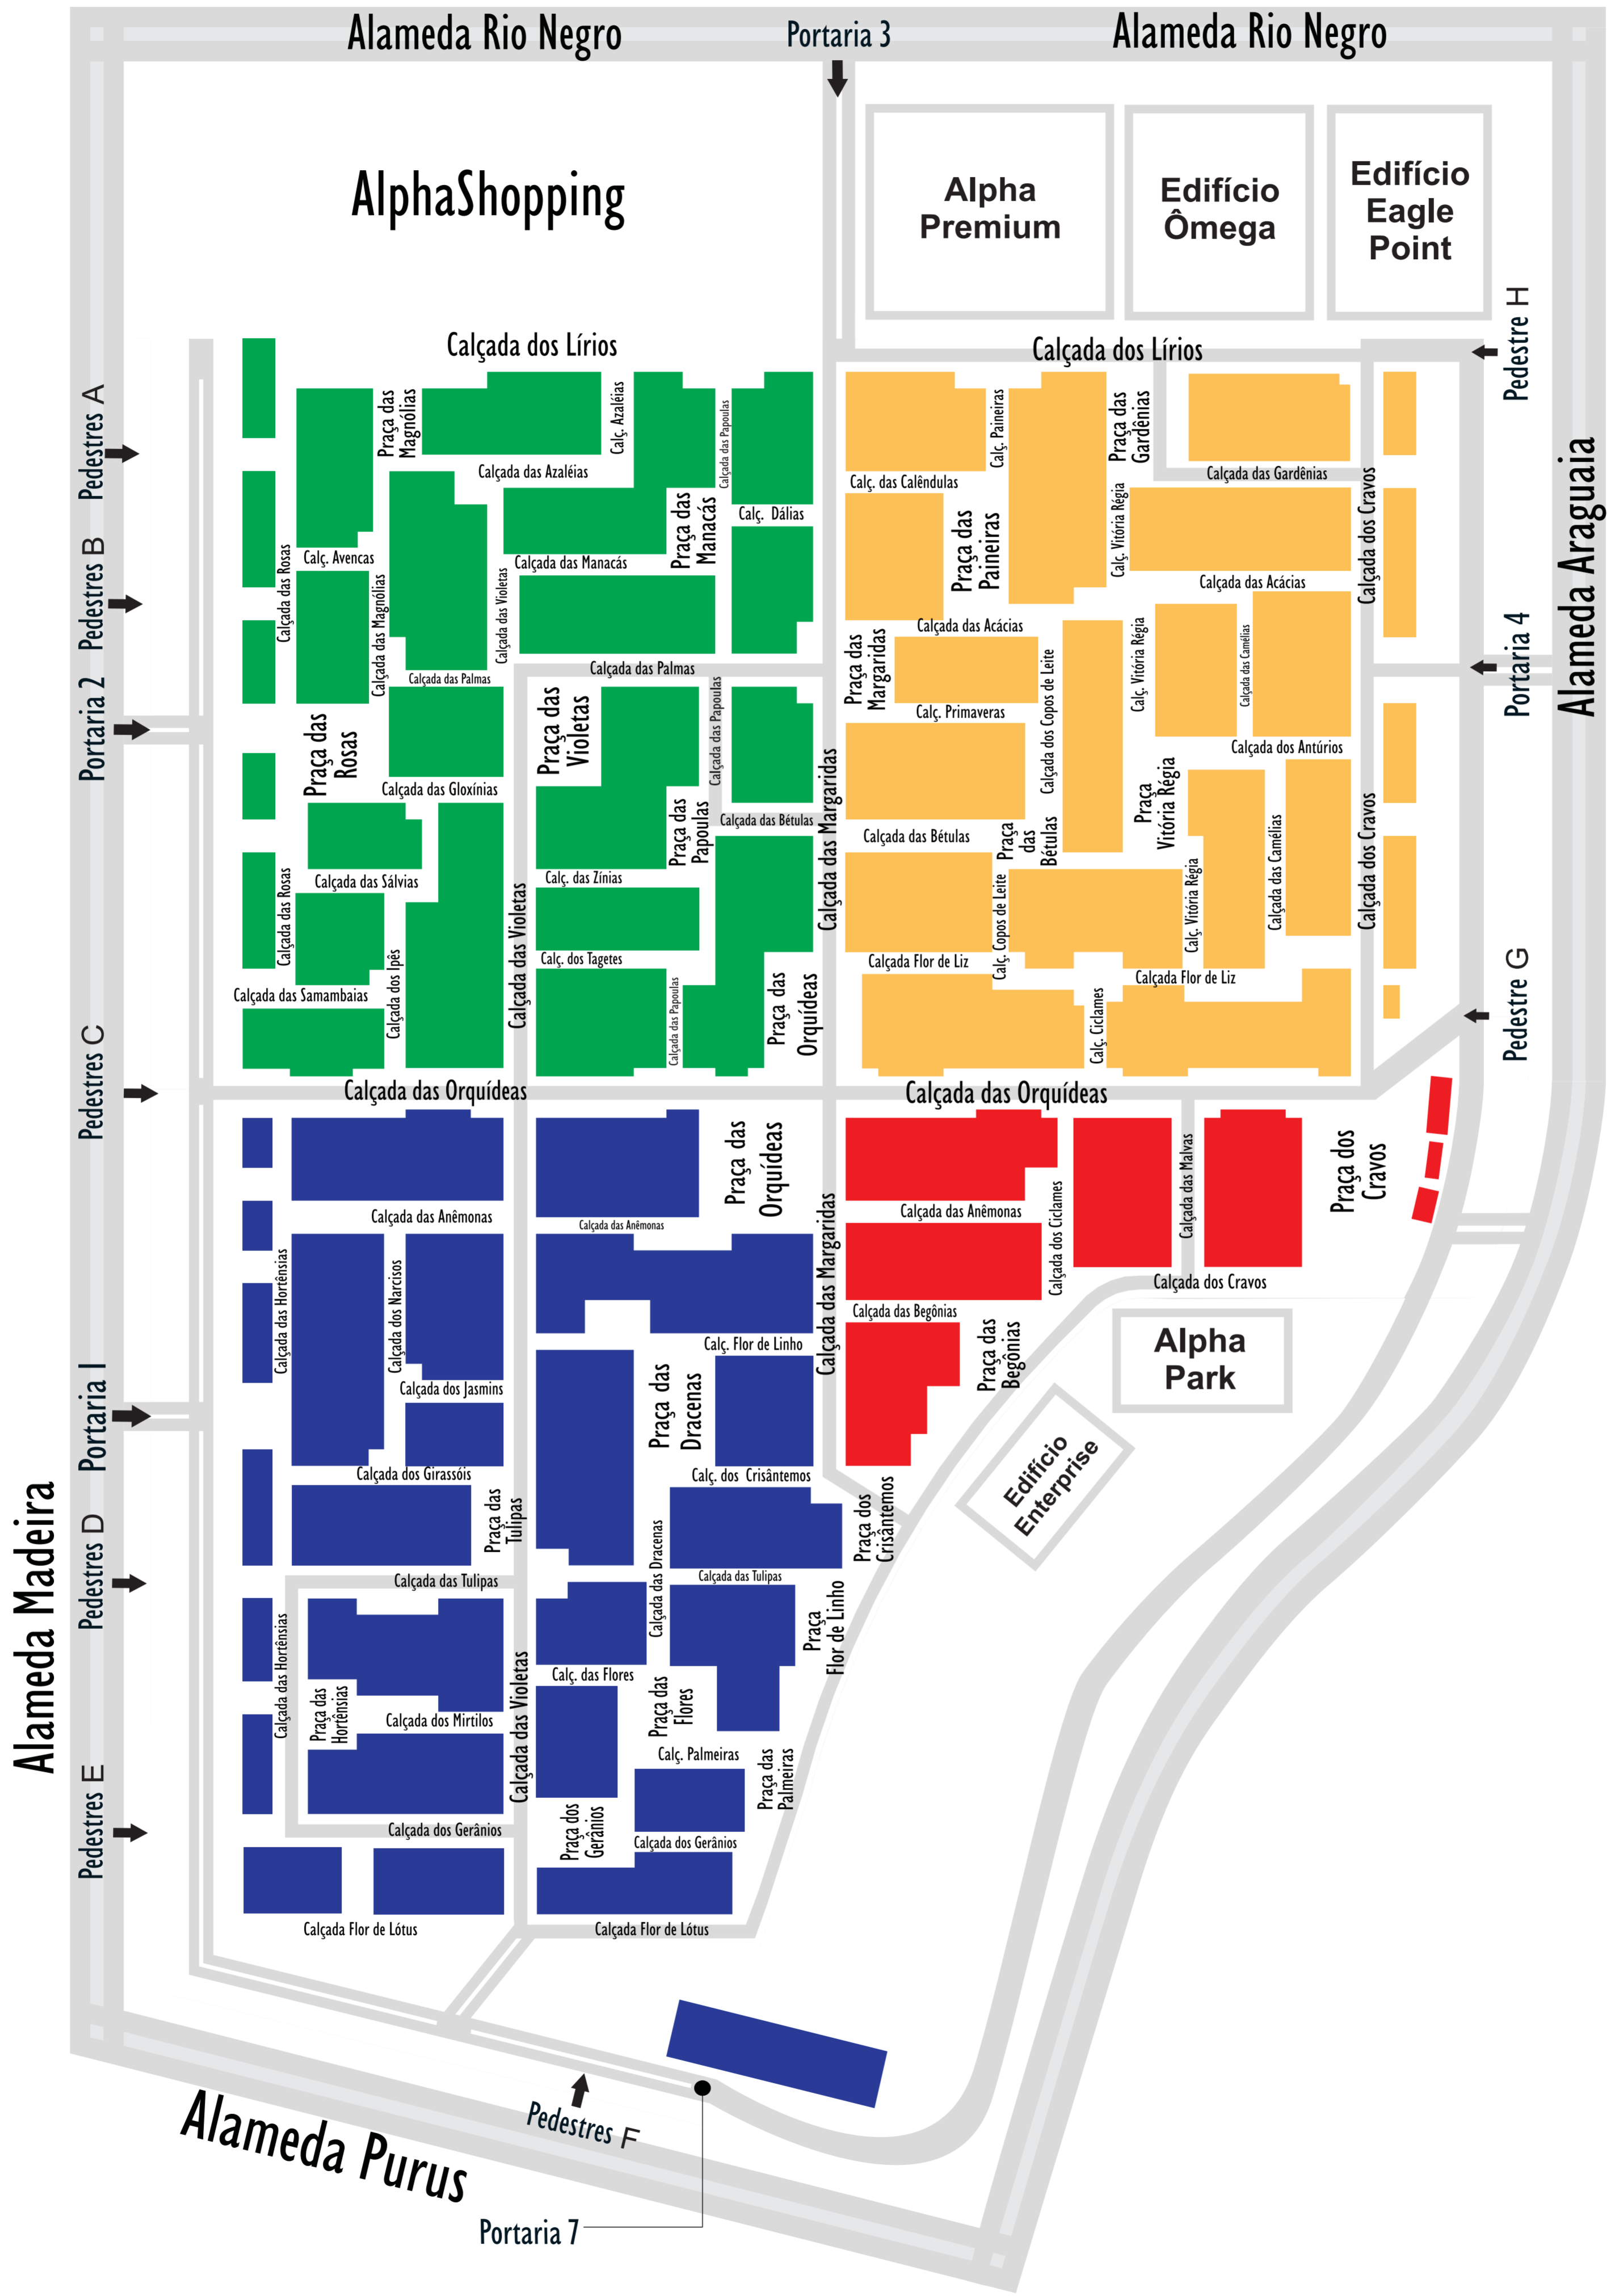 Alameda Rio Negro
Portaria 3
Alameda Rio Negro
AlphaShopping
Alpha
Premium
Edifício
Ômega
Edifício
Eagle
Point
Pedestre H
Calçada dos Lírios
Calçada dos Lírios
Pedestres A
Praça das
Magnólias
Calç. Azaléias
Calçada das Papoulas
Calç. Paineiras
Praça das
Gardênias
Calçada das Azaléias
Calç. das Calêndulas
Calçada das Gardênias
Calçada dos Cravos
Alameda Araguaia
Praça das
Manacás
Calç. Dálias
Praça das
Paineiras
Calç. Vitória Régia
Pedestres B
Calçada das Rosas
Calç. Avencas
Calçada das Manacás
Calçada das Magnólias
Calçada das Violetas
Calçada das Acácias
Calçada das Acácias
Praça das
Margaridas
Calçada dos Copos de Leite
Calç. Vitória Régia
Calçada das Camélias
Portaria 4
Portaria 2
Calçada das Palmas
Calçada das Palmas
Praça das
Rosas
Praça das
Violetas
Calçada das Papoulas
Calç. Primaveras
Calçada dos Antúrios
Calçada das Gloxínias
Praça das
Papoulas
Calçada das Bétulas
Calçada das Margaridas
Calçada das Bétulas
Praça
das
Bétulas
Praça
Vitória Régia
Calçada das Camélias
Calçada dos Cravos
Calçada das Sálvias
Calç. das Zínias
Calçada das Rosas
Calçada das Violetas
Calç. dos Tagetes
Calçada Flor de Liz
Calç. Copos de Leite
Calç. Vitória Régia
Calçada Flor de Liz
Calçada das Samambaias
Calçada dos Ipês
Calçada das Papoulas
Praça das
Orquídeas
Calç. Ciclames
Pedestre G
Pedestres C
Calçada das Orquídeas
Calçada das Orquídeas
Praça das
Orquídeas
Calçada das Malvas
Praça dos
Cravos
Calçada das Anêmonas
Calçada das Anêmonas
Calçada das Anêmonas
Calçada das Margaridas
Calçada dos Ciclames
Calçada das Hortênsias
Calçada dos Narcisos
Calçada dos Cravos
Calçada das Begônias
Calç. Flor de Linho
Praça das
Begônias
Alpha
Park
Portaria 1
Calçada dos Jasmins
Praça das
Dracenas
Calçada dos Girassóis
Calç. dos Crisântemos
Edifício
Enterprise
Alameda Madeira
Pedestres D
Praça das
Tulipas
Calçada das Dracenas
Praça dos
Crisântemos
Calçada das Tulipas
Calçada das Tulipas
Calçada das Hortênsias
Praça
Flor de Linho
Calç. das Flores
Calçada das Violetas
Praça das
Hortênsias
Praça das
Flores
Calçada dos Mirtilos
Calç. Palmeiras
Praça das
Palmeiras
Pedestres E
Calçada dos Gerânios
Praça dos
Gerânios
Calçada dos Gerânios
Calçada Flor de Lótus
Calçada Flor de Lótus
Pedestres F
Alameda Purus
Portaria 7